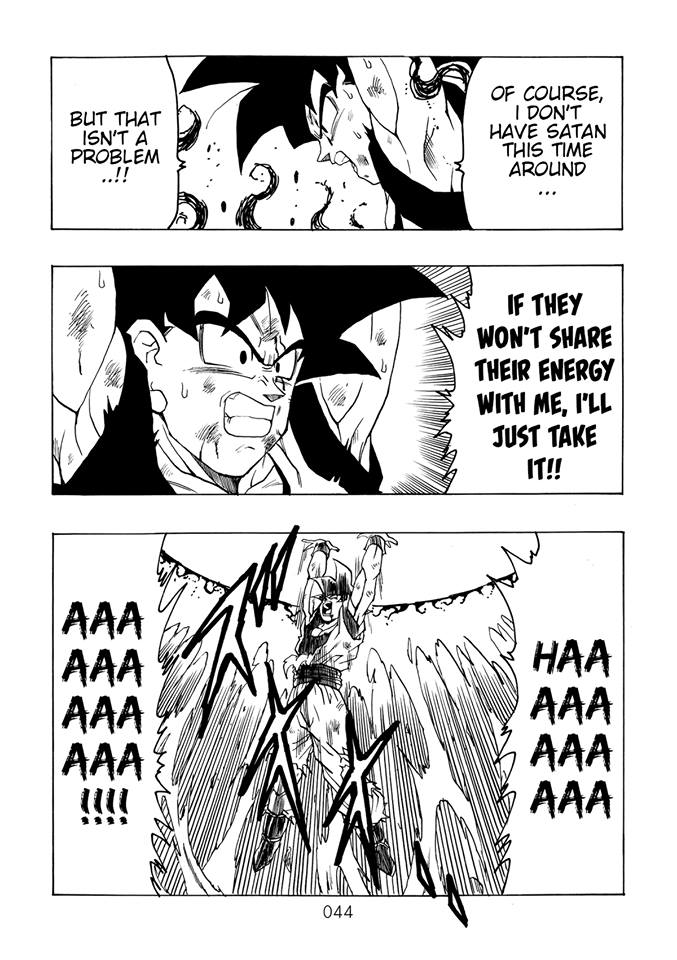 OF COURSE,
I DON'T
HAVE SATAN
THIS TIME
AROUND
...
BUT THAT
ISN'T A
PROBLEM
..!!
IF THEY
WON'T SHARE
THEIR ENERGY
WITH ME, I'LL
JUST TAKE
IT!!
HAA
AAA
AAA
AAA
AAA
AAA
AAA
AAA
!!!!
044